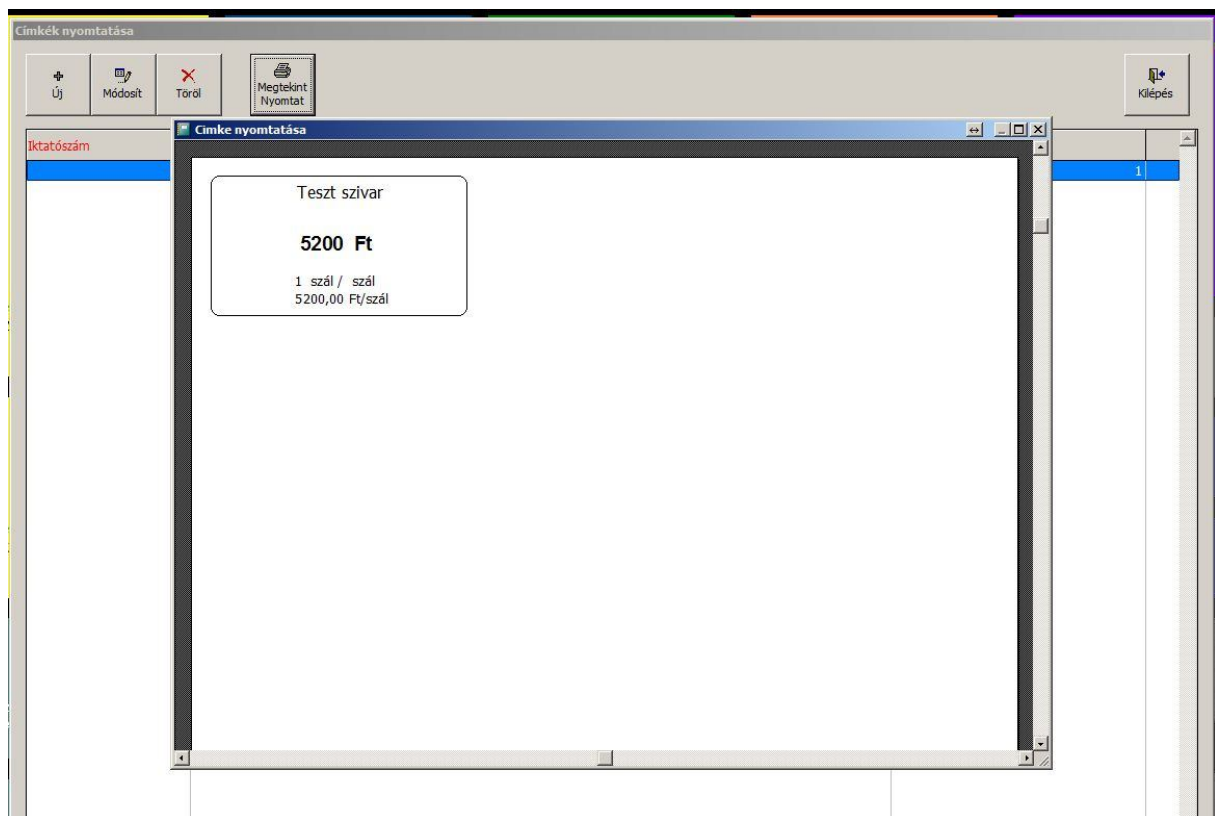 Címkék nyomtatása
Új
Módosít
Töröl
Megtekint
Nyomtat
Kilépés
Iktatószám
1
Cimke nyomtatása
Teszt szivar
5200 Ft
1 szál / szál
5200,00 Ft/szál